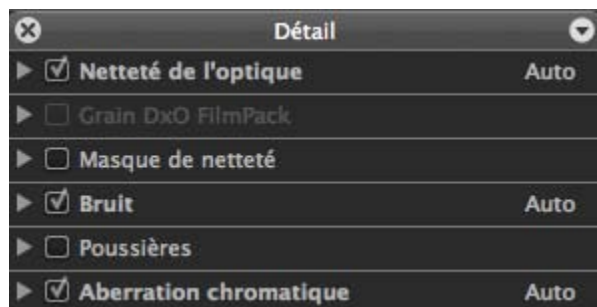 Détail
Netteté de l'optique Auto
Grain DxO FilmPack
Masque de netteté
Bruit Auto
Poussières
Aberration chromatique Auto